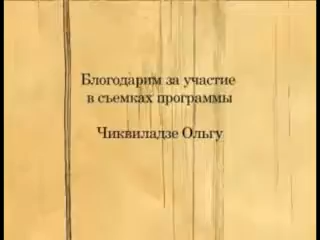 Блогодарим за участие
в съемках программы
Чиквиладзе Ольгу